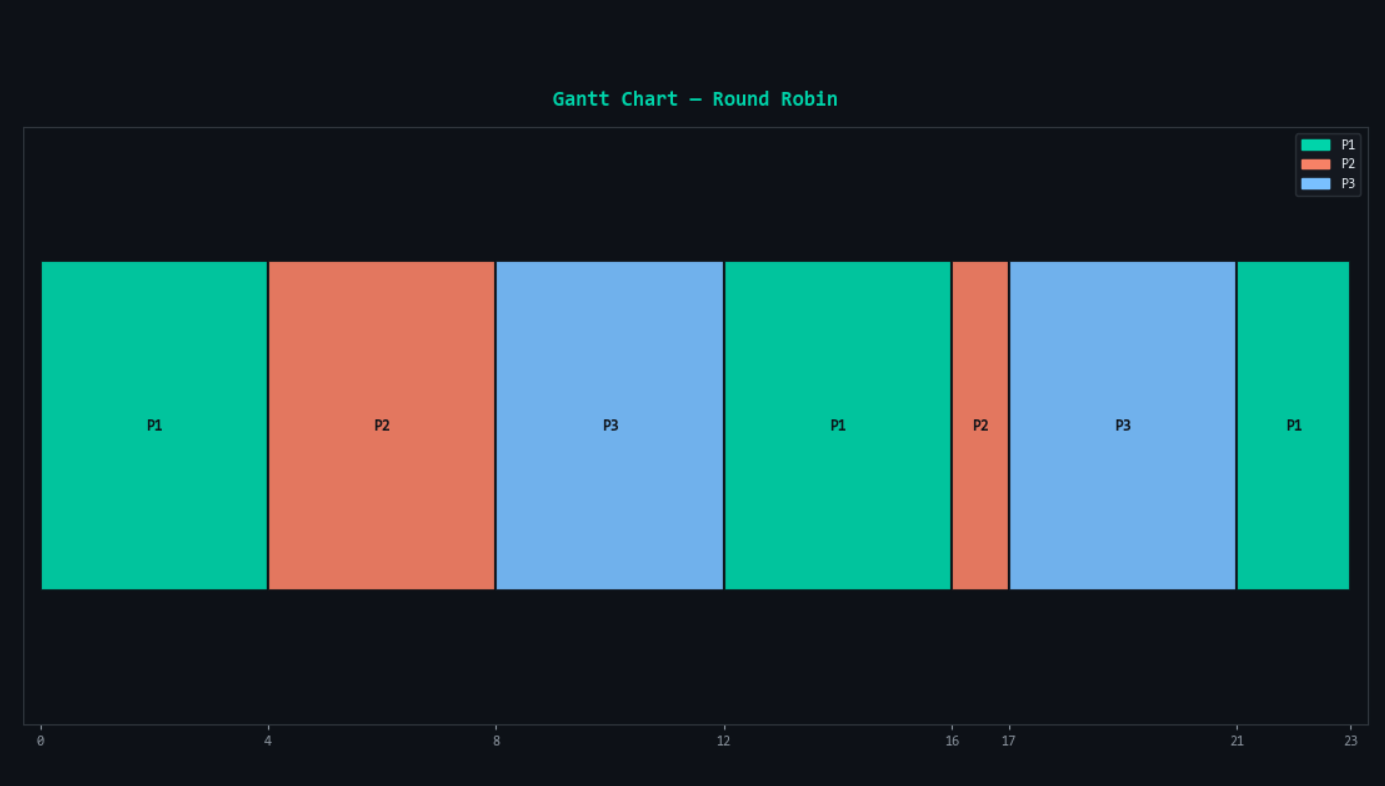 Gantt Chart — Round Robin
P1
P2
P3
P1 P2 P3 P1 P2 P3 P1
0 4 8 12 16 17 21 23